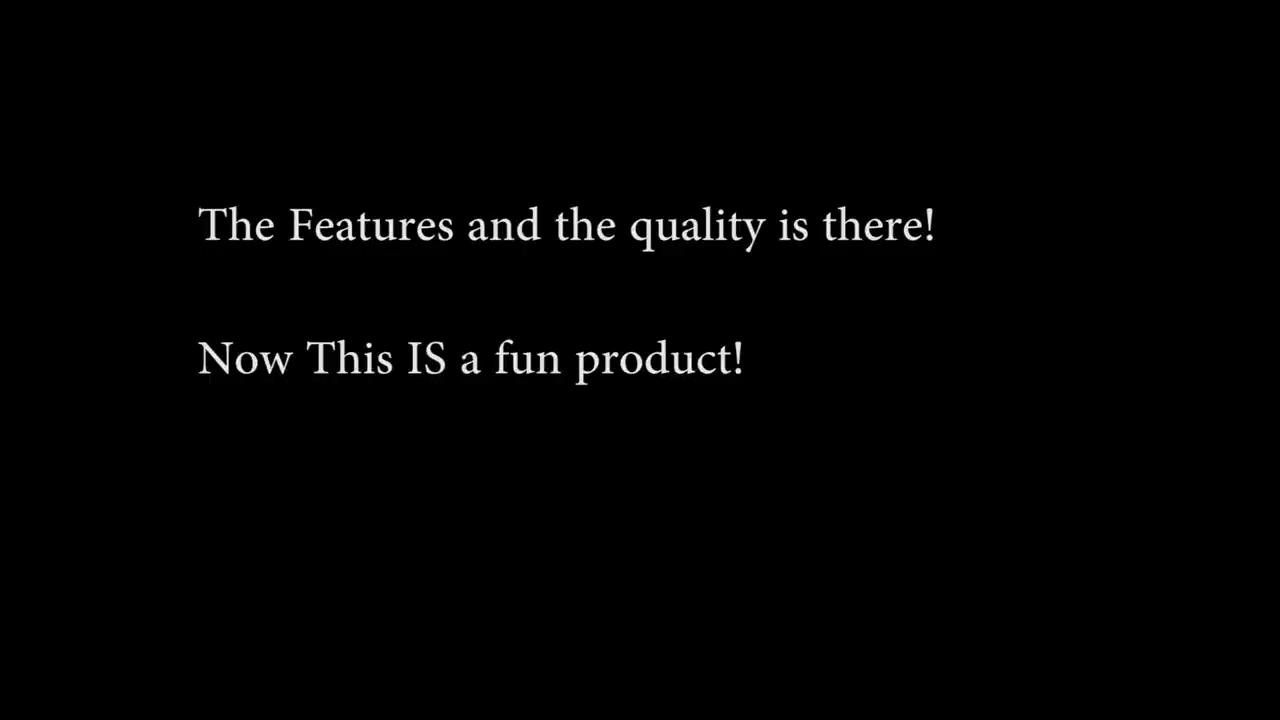 The Features and the quality is there!
Now This IS a fun product!